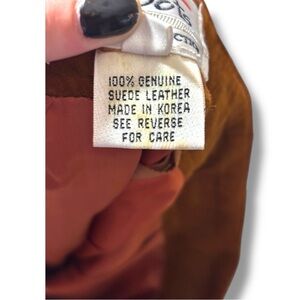 100% GENUINE
SUEDE LEATHER
MADE IN KOREA
SEE REVERSE
FOR CARE